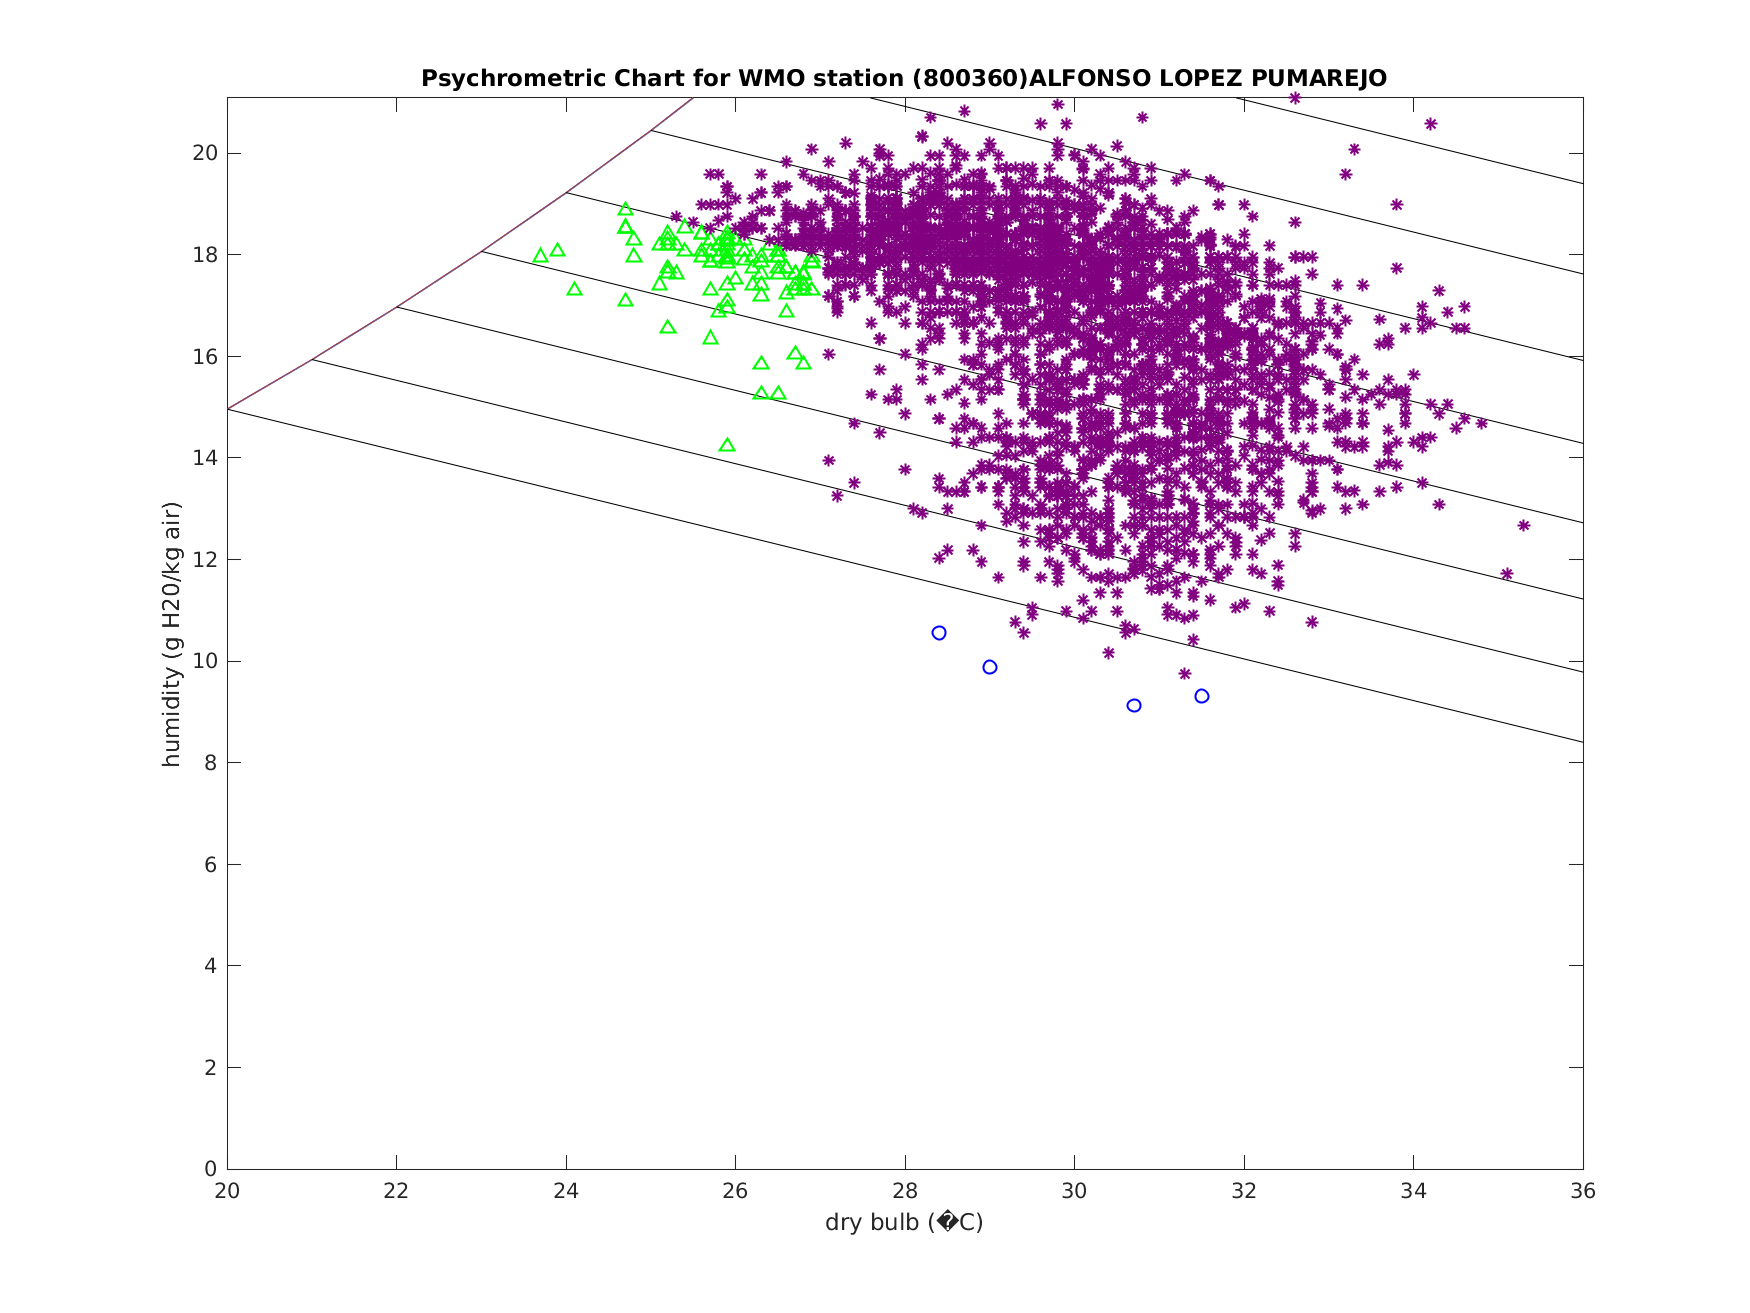 Psychrometric Chart for WMO station (800360)ALFONSO LOPEZ PUMAREJO
20
18
16
14
12
10
8
6
4
2
0
humidity (g H20/kg air)
20 22 24 26 28 30 32 34 36
dry bulb (�C)